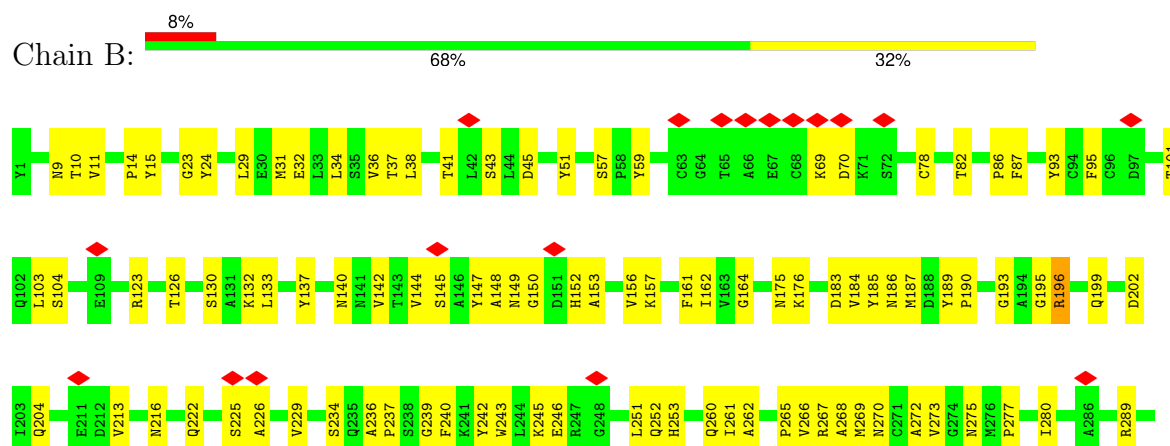 8%
Chain B:
68% 32%
Y1 N9 T10 V11 P14 Y15 G23 Y24 L29 E30 M31 E32 L33 L34 S35 V36 T37 L38 T41 L42 S43 L44 D45 Y51 S57 P58 Y59 C63 G64 T65 A66 E67 C68 K69 D70 K71 S72 C78 T82 P86 F87 Y93 C94 F95 C96 D97 T101
Q102 L103 S104 E109 R123 T126 S130 A131 K132 L133 Y137 N140 N141 V142 T143 V144 S145 A146 Y147 A148 N149 G150 D151 H152 A153 V156 K157 F161 Y162 V163 G164 N175 K176 D183 V184 Y185 N186 M187 D188 Y189 P190 G193 A194 G195 R196 Q199 D202
I203 Q204 E211 D212 V213 N216 Q222 S225 A226 V229 S234 Q235 A236 P237 S238 G239 F240 K241 Y242 W243 L244 K245 E246 R247 G248 L251 Q252 H253 Q260 I261 A262 P265 V266 R267 A268 M269 N270 C271 A272 V273 G274 N275 M276 P277 I280 A286 R289